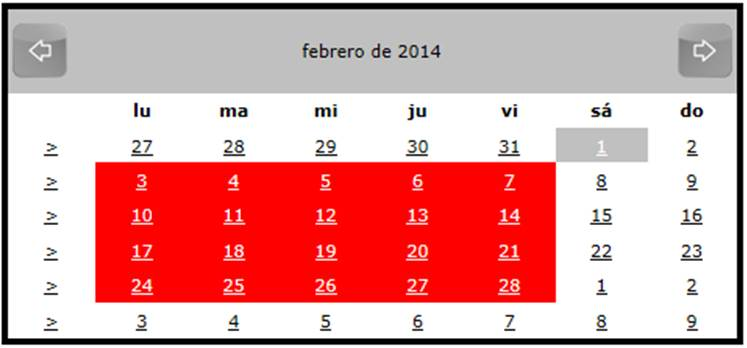 febrero de 2014
lu ma mi ju vi sá do
> 27 28 29 30 31 1 2
> 3 4 5 6 7 8 9
> 10 11 12 13 14 15 16
> 17 18 19 20 21 22 23
> 24 25 26 27 28 1 2
> 3 4 5 6 7 8 9